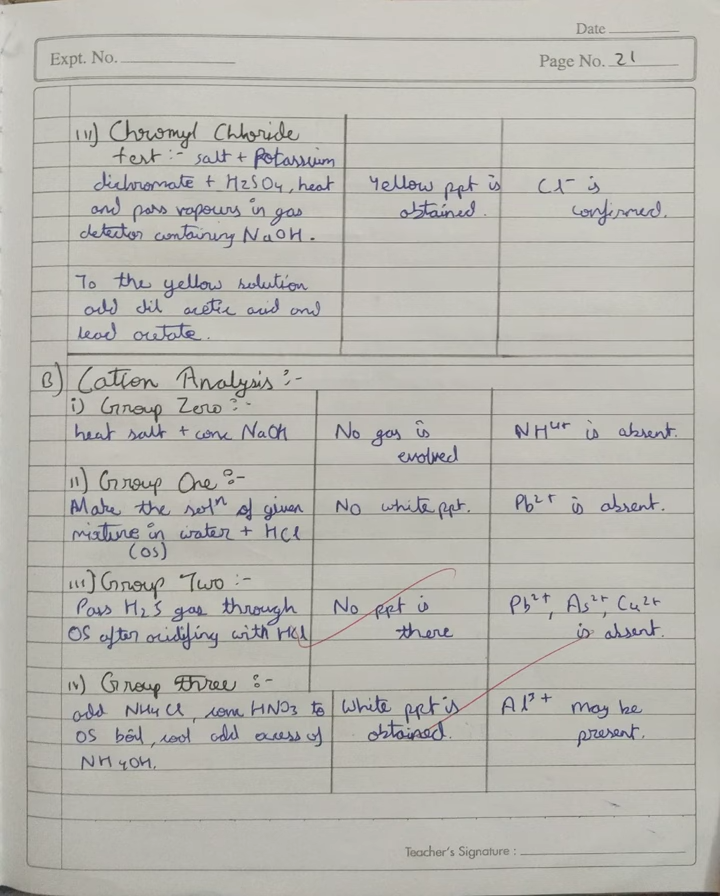 Date
Expt. No.
Page No. 21
iii) Chromyl Chloride
test :- salt + Potassium
dichromate + H2SO4, heat
and pass vapours in gas
detector containing NaOH.
Yellow ppt is
obtained.
Cl⁻ is
confirmed.
To the yellow solution
add dil acetic acid and
lead acetate.
B) Cation Analysis :-
i) Group Zero :-
heat salt + conc NaOH
No gas is
evolved
NH⁴⁺ is absent.
ii) Group One :-
Make the solⁿ of given
mixture in water + HCl
(OS)
No white ppt.
Pb²⁺ is absent.
iii) Group Two :-
Pass H2S gas through
OS after acidifing with HCl
No ppt is
there
Pb²⁺, As²⁺, Cu²⁺
is absent.
iv) Group three :-
add NH4Cl, conc HNO3 to
OS boil, cool add excess of
NH4OH.
White ppt is
obtained.
Al³⁺ may be
present.
Teacher's Signature :